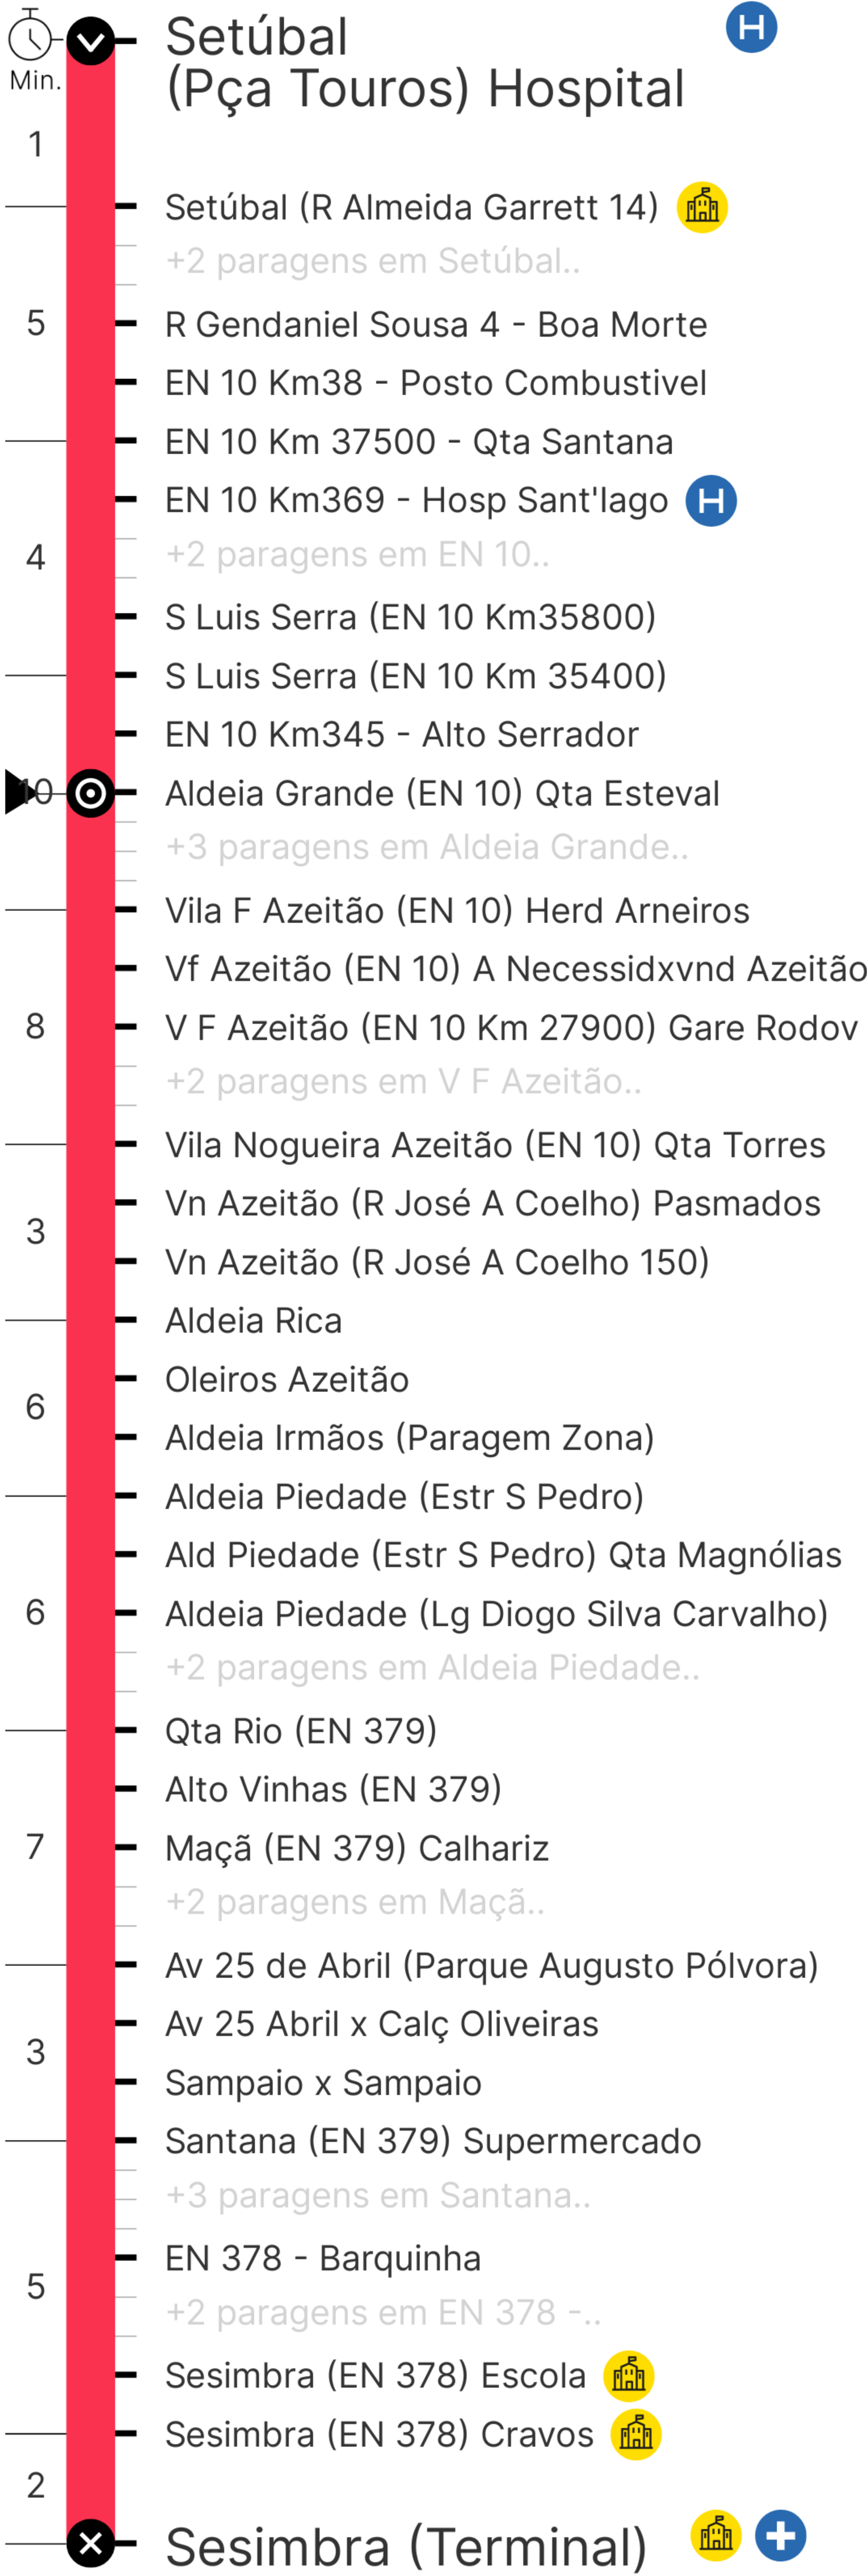 Setúbal
(Pça Touros) Hospital
H
Min.
1
Setúbal (R Almeida Garrett 14)
+2 paragens em Setúbal..
5
R Gendaniel Sousa 4 - Boa Morte
EN 10 Km38 - Posto Combustivel
EN 10 Km 37500 - Qta Santana
EN 10 Km369 - Hosp Sant'Iago H
4
+2 paragens em EN 10..
S Luis Serra (EN 10 Km35800)
S Luis Serra (EN 10 Km 35400)
EN 10 Km345 - Alto Serrador
10 Aldeia Grande (EN 10) Qta Esteval
+3 paragens em Aldeia Grande..
Vila F Azeitão (EN 10) Herd Arneiros
Vf Azeitão (EN 10) A Necessidxvnd Azeitão
8 V F Azeitão (EN 10 Km 27900) Gare Rodov
+2 paragens em V F Azeitão..
Vila Nogueira Azeitão (EN 10) Qta Torres
Vn Azeitão (R José A Coelho) Pasmados
3
Vn Azeitão (R José A Coelho 150)
Aldeia Rica
Oleiros Azeitão
6
Aldeia Irmãos (Paragem Zona)
Aldeia Piedade (Estr S Pedro)
Ald Piedade (Estr S Pedro) Qta Magnólias
6 Aldeia Piedade (Lg Diogo Silva Carvalho)
+2 paragens em Aldeia Piedade..
Qta Rio (EN 379)
Alto Vinhas (EN 379)
7 Maçã (EN 379) Calhariz
+2 paragens em Maçã..
Av 25 de Abril (Parque Augusto Pólvora)
Av 25 Abril x Calç Oliveiras
3
Sampaio x Sampaio
Santana (EN 379) Supermercado
+3 paragens em Santana..
EN 378 - Barquinha
5
+2 paragens em EN 378 -..
Sesimbra (EN 378) Escola
Sesimbra (EN 378) Cravos
2
Sesimbra (Terminal)